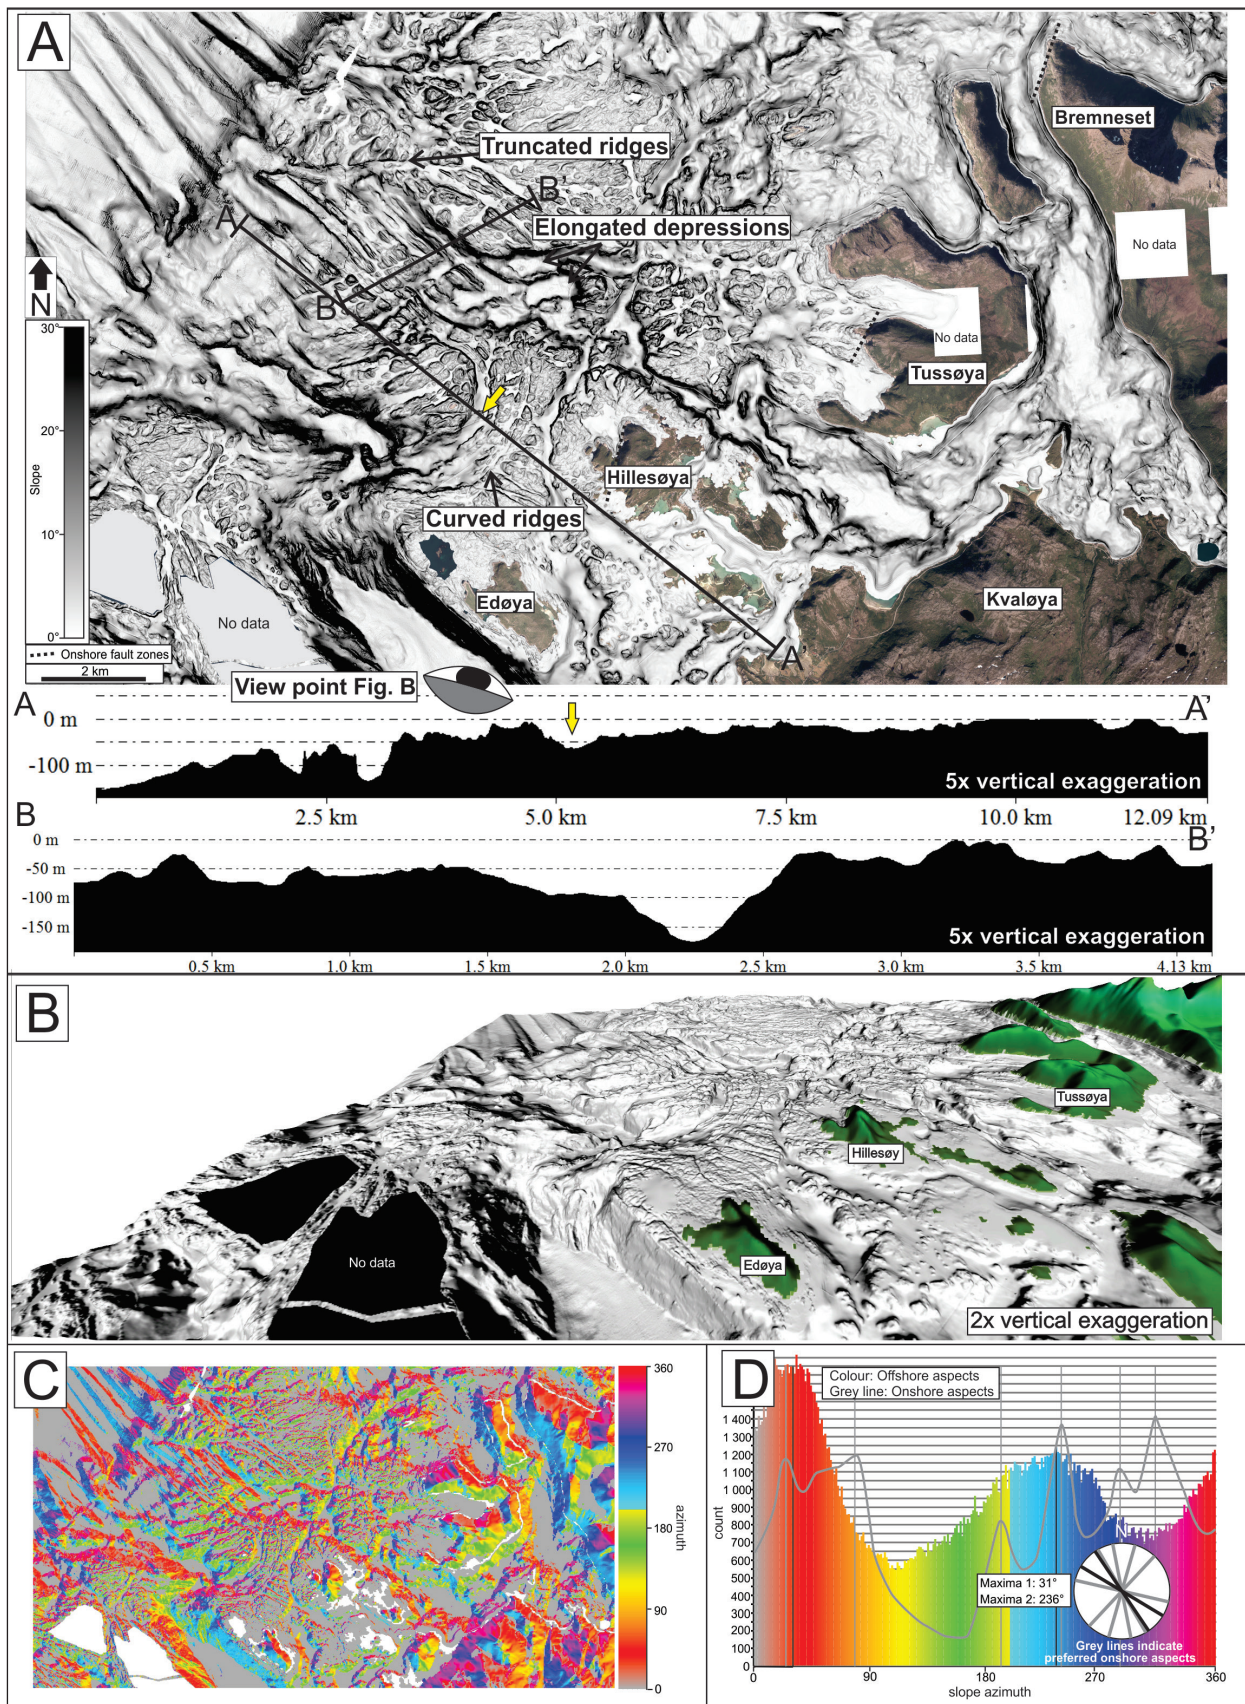 A
Bremneset
Truncated ridges
B'
A
Elongated depressions
No data
N
B
30°
No data
Tussøya
20°
Slope
Hillesøya
10°
Curved ridges
Edøya
Kvaløya
No data
0°
Onshore fault zones
2 km
A'
View point Fig. B
A
A'
0 m
-100 m
5x vertical exaggeration
2.5 km
5.0 km
7.5 km
10.0 km
12.09 km
B
B'
0 m
-50 m
-100 m
-150 m
5x vertical exaggeration
0.5 km
1.0 km
1.5 km
2.0 km
2.5 km
3.0 km
3.5 km
4.13 km
B
Tussøya
Hillesøy
Edøya
No data
2x vertical exaggeration
C
360
270
180
90
0
azimuth
D
Colour: Offshore aspects
Grey line: Onshore aspects
1 400
1 300
1 200
1 100
1 000
900
800
700
600
500
400
300
200
100
0
count
N
Maxima 1: 31°
Maxima 2: 236°
Grey lines indicate
preferred onshore aspects
0
90
180
270
360
slope azimuth